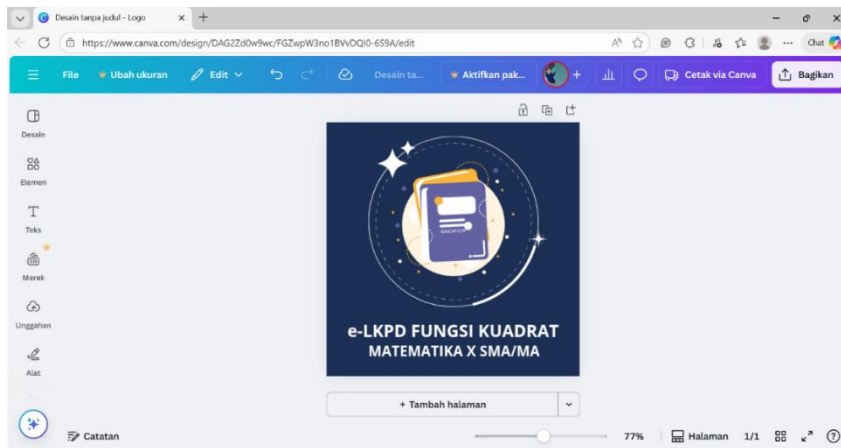 Desain tanpa judul - Logo
https://www.canva.com/design/DAG2Zd0w9wc/FGZwpW3no1BVvDQl0-6S9A/edit
Chat
File
Ubah ukuran
Edit
Desain ta...
Aktifkan pak...
Cetak via Canva
Bagikan
Desain
Elemen
Teks
Merek
Unggahan
Alat
EDUCATION
e-LKPD FUNGSI KUADRAT
MATEMATIKA X SMA/MA
+ Tambah halaman
Catatan
77%
Halaman
1/1